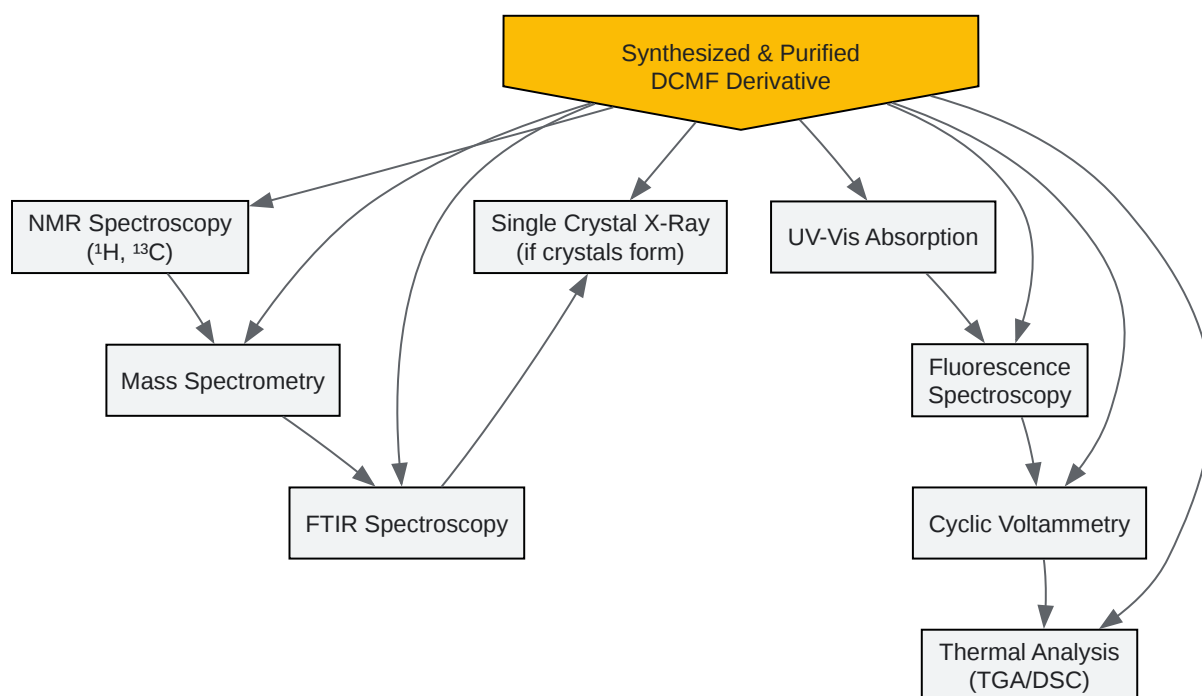 Synthesized & Purified
DCMF Derivative
NMR Spectroscopy
(¹H, ¹³C)
Single Crystal X-Ray
(if crystals form)
UV-Vis Absorption
Mass Spectrometry
Fluorescence
Spectroscopy
FTIR Spectroscopy
Cyclic Voltammetry
Thermal Analysis
(TGA/DSC)